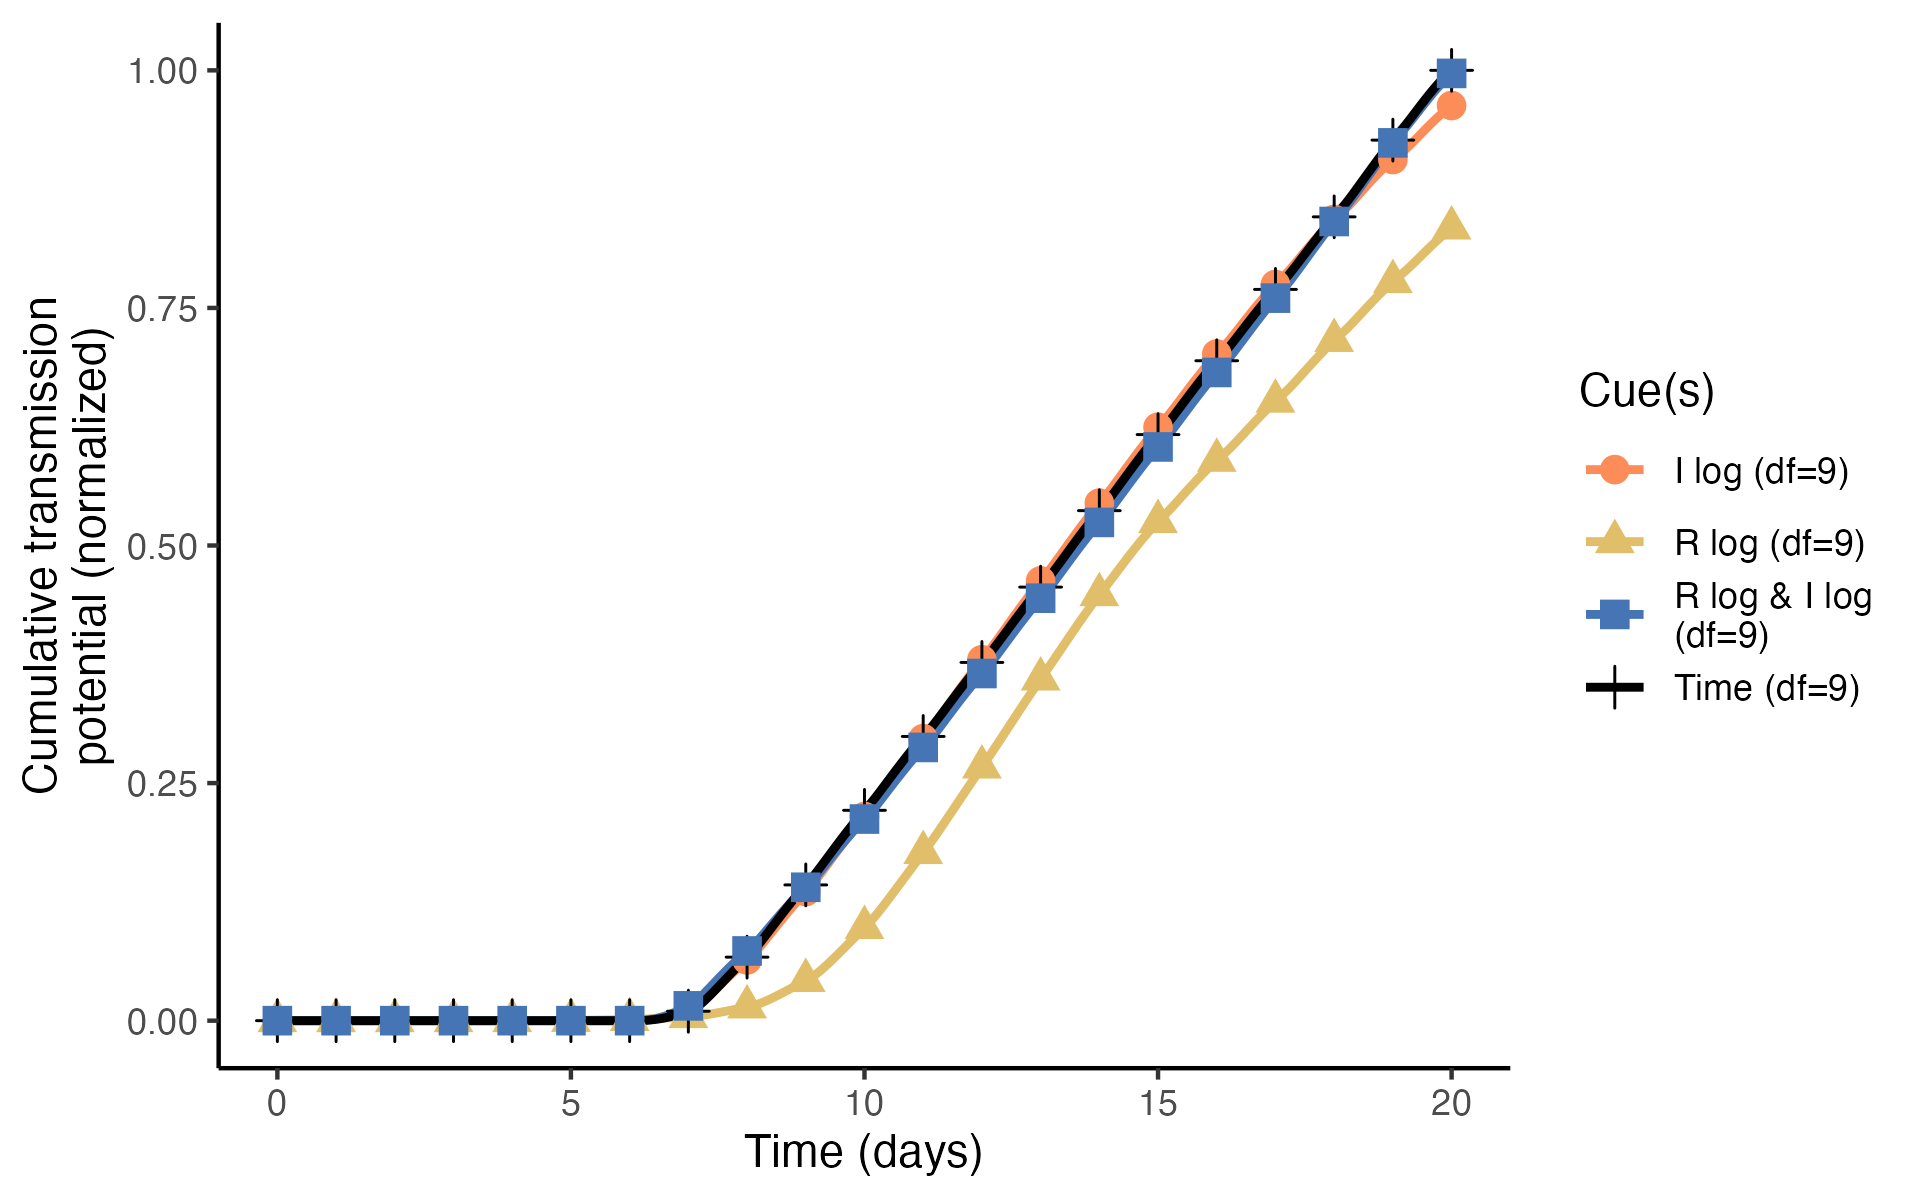 Cumulative transmission
potential (normalized)
1.00
0.75
0.50
0.25
0.00
0
5
10
15
20
Time (days)
Cue(s)
I log (df=9)
R log (df=9)
R log & I log
(df=9)
Time (df=9)